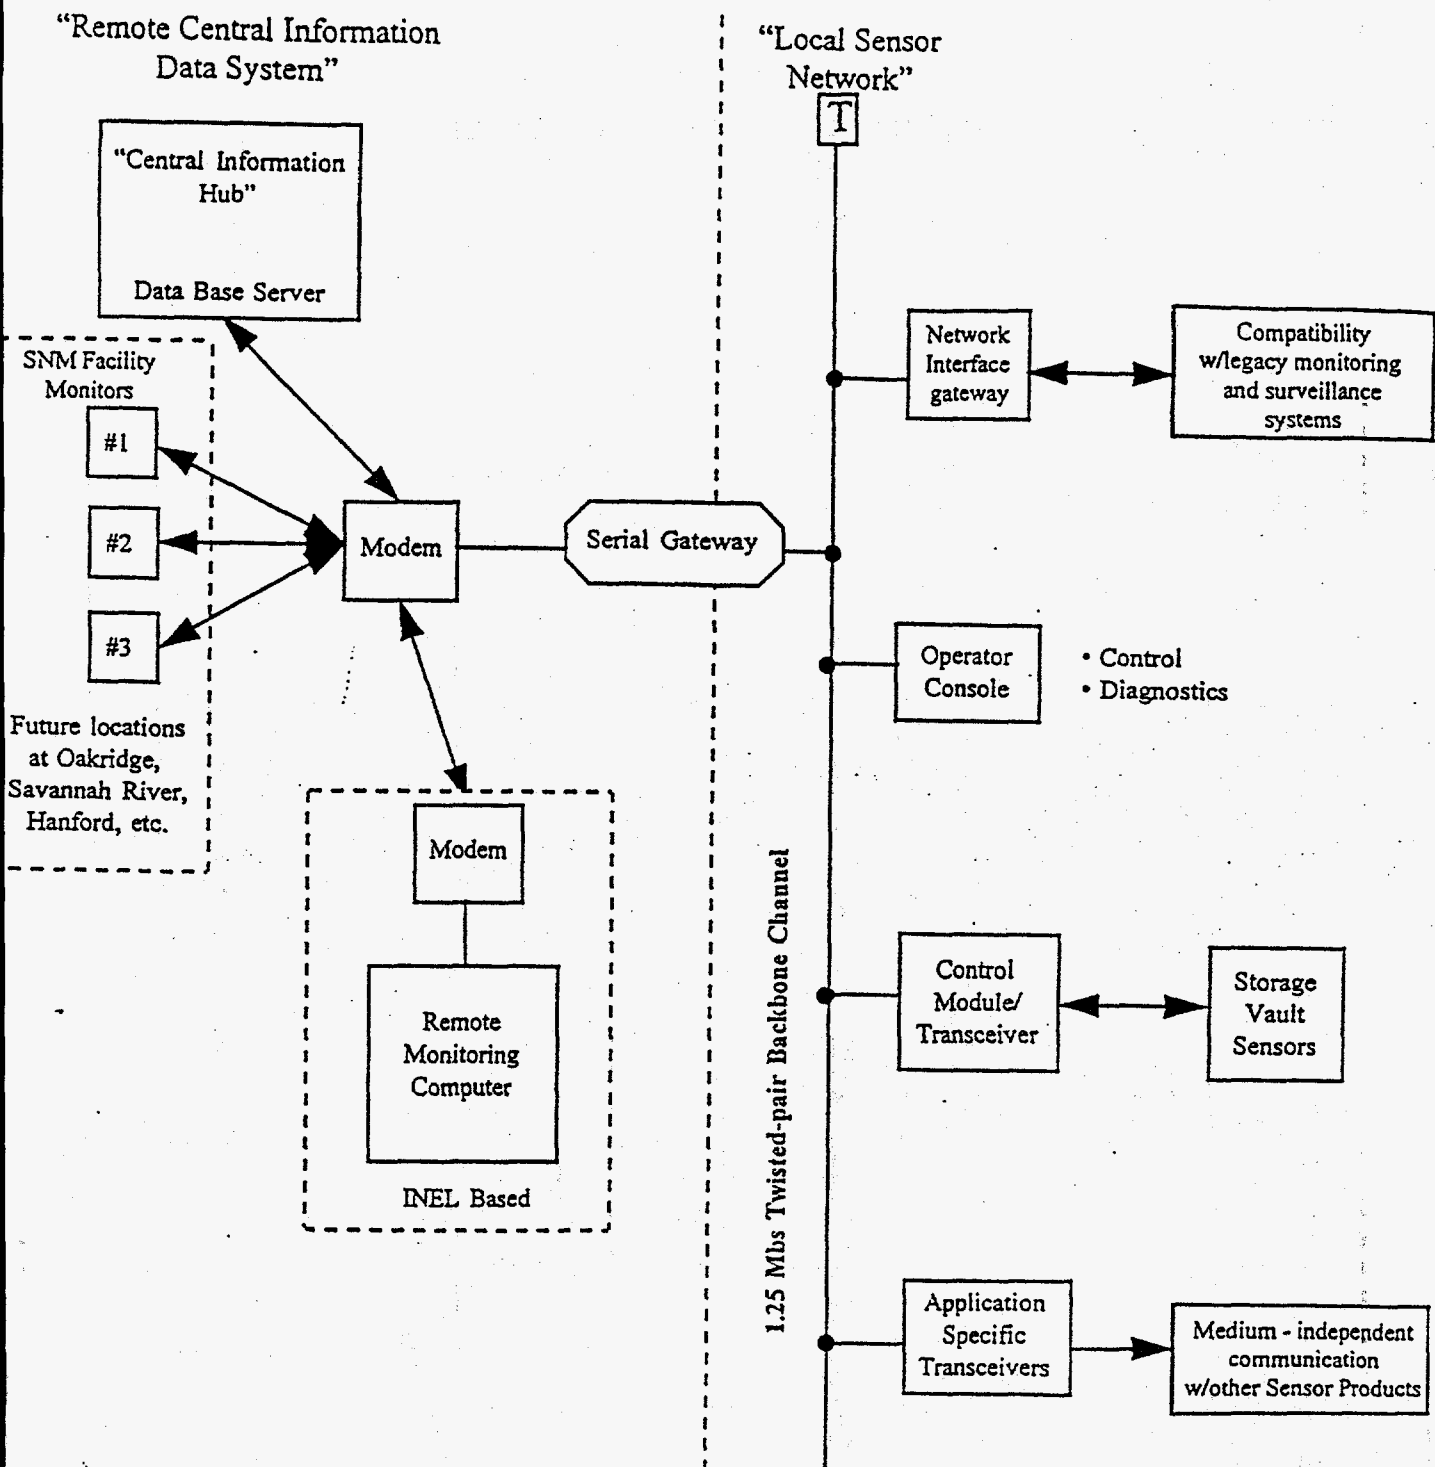 “Remote Central Information
Data System”
“Central Information
Hub”
Data Base Server
SNM Facility
Monitors
#1
#2
#3
Future locations
at Oakridge,
Savannah River,
Hanford, etc.
Modem
Serial Gateway
Modem
Remote
Monitoring
Computer
INEL Based
“Local Sensor
Network”
T
1.25 Mbs Twisted-pair Backbone Channel
Network
Interface
gateway
Compatibility
w/legacy monitoring
and surveillance
systems
Operator
Console
• Control
• Diagnostics
Control
Module/
Transceiver
Storage
Vault
Sensors
Application
Specific
Transceivers
Medium - independent
communication
w/other Sensor Products